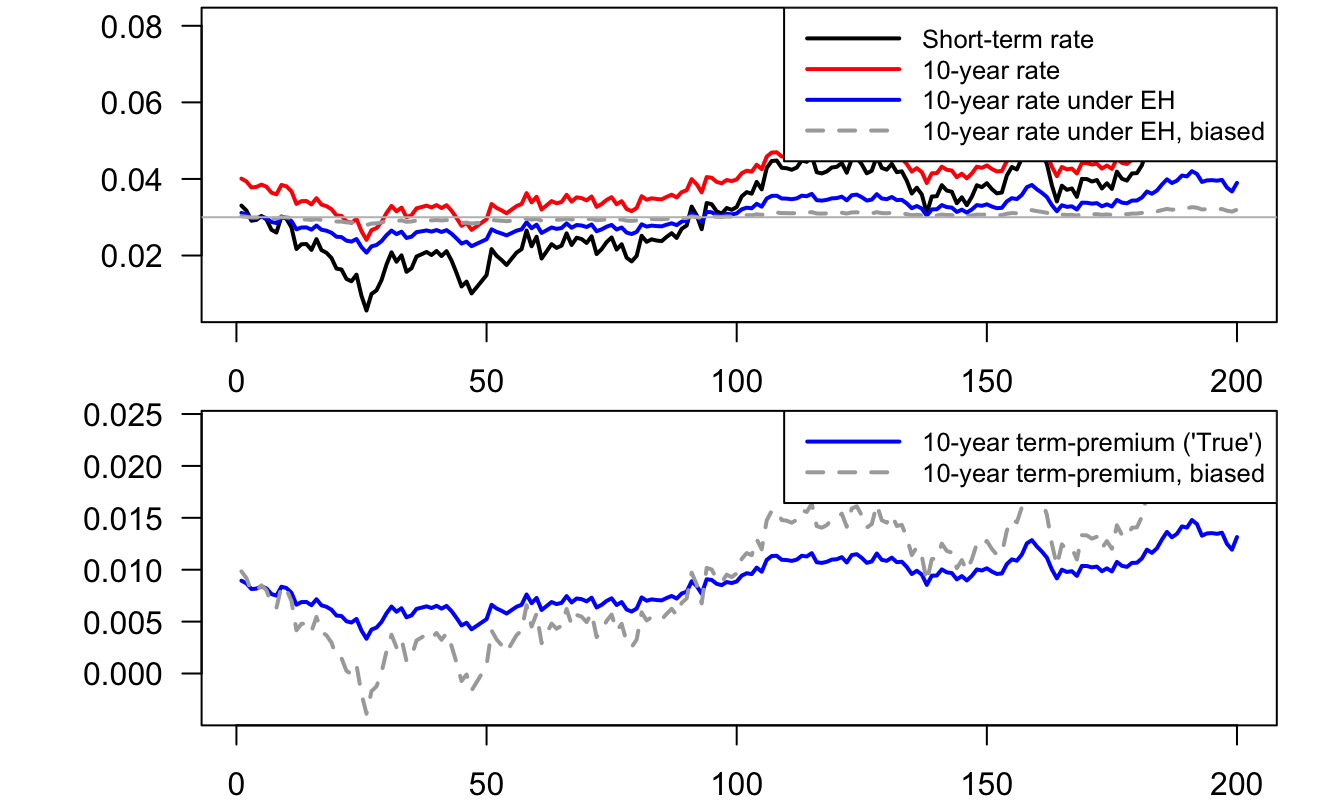 0.08
0.06
0.04
0.02
Short-term rate
10-year rate
10-year rate under EH
10-year rate under EH, biased
0 50 100 150 200
0.025
0.020
0.015
0.010
0.005
0.000
10-year term-premium ('True')
10-year term-premium, biased
0 50 100 150 200